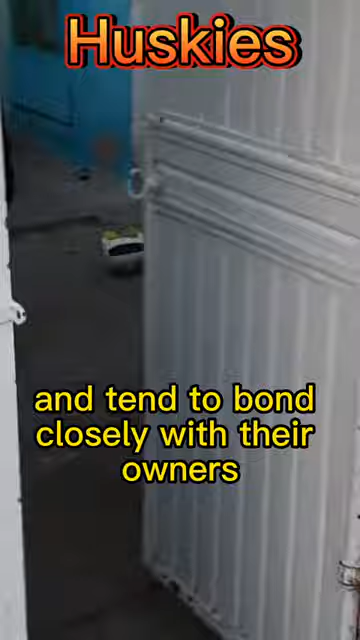 Huskies
and tend to bond
closely with their
owners